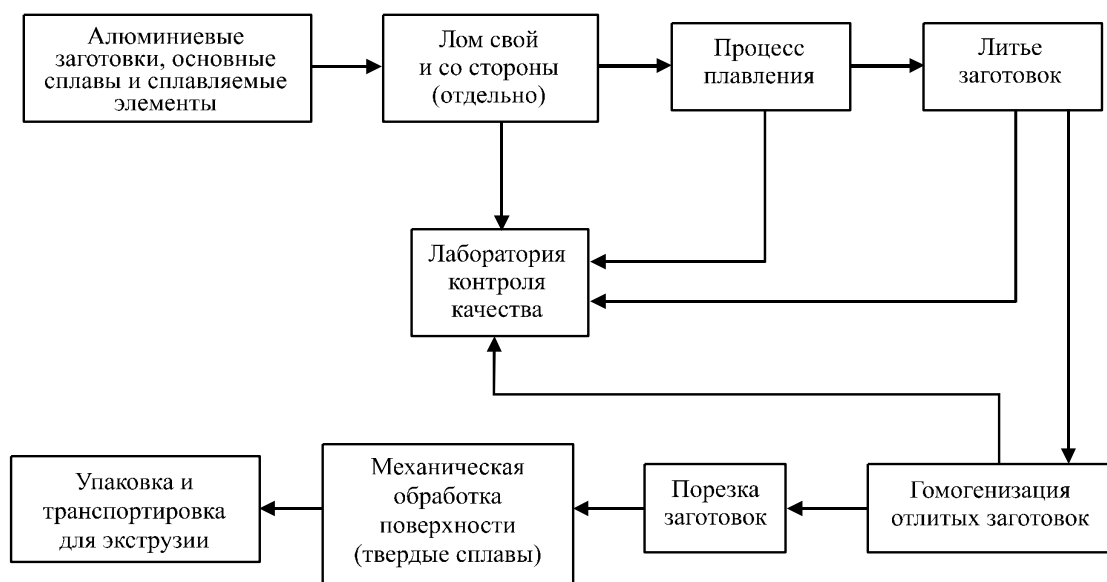 Алюминиевые
заготовки, основные
сплавы и сплавляемые
элементы
Лом свой
и со стороны
(отдельно)
Процесс
плавления
Литье
заготовок
Лаборатория
контроля
качества
Упаковка и
транспортировка
для экструзии
Механическая
обработка
поверхности
(твердые сплавы)
Порезка
заготовок
Гомогенизация
отлитых заготовок